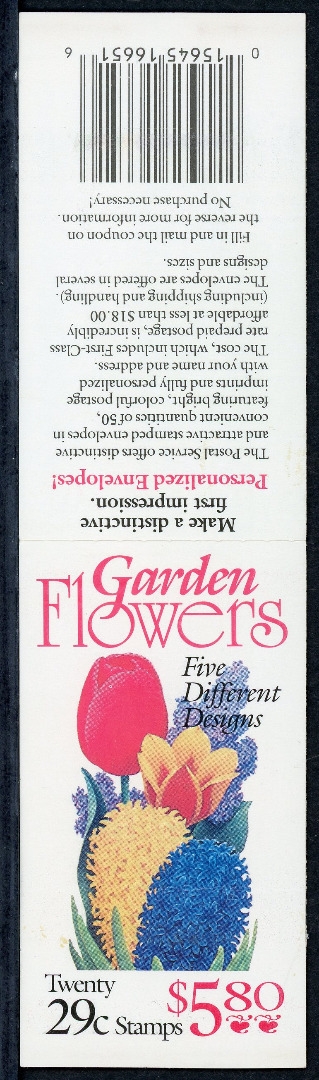 Garden
Flowers
Five
Different
Designs
Twenty
29c Stamps
$5.80
Make a distinctive
first impression.
Personalized Envelopes!
The Postal Service offers distinctive
and attractive stamped envelopes in
convenient quantities of 50,
featuring bright, colorful postage
imprints and fully personalized
with your name and address.
The cost, which includes First-Class
rate prepaid postage, is incredibly
affordable at less than $18.00
(including shipping and handling).
The envelopes are offered in several
designs and sizes.
Fill in and mail the coupon on
the reverse for more information.
No purchase necessary!
0 15645 16651 6